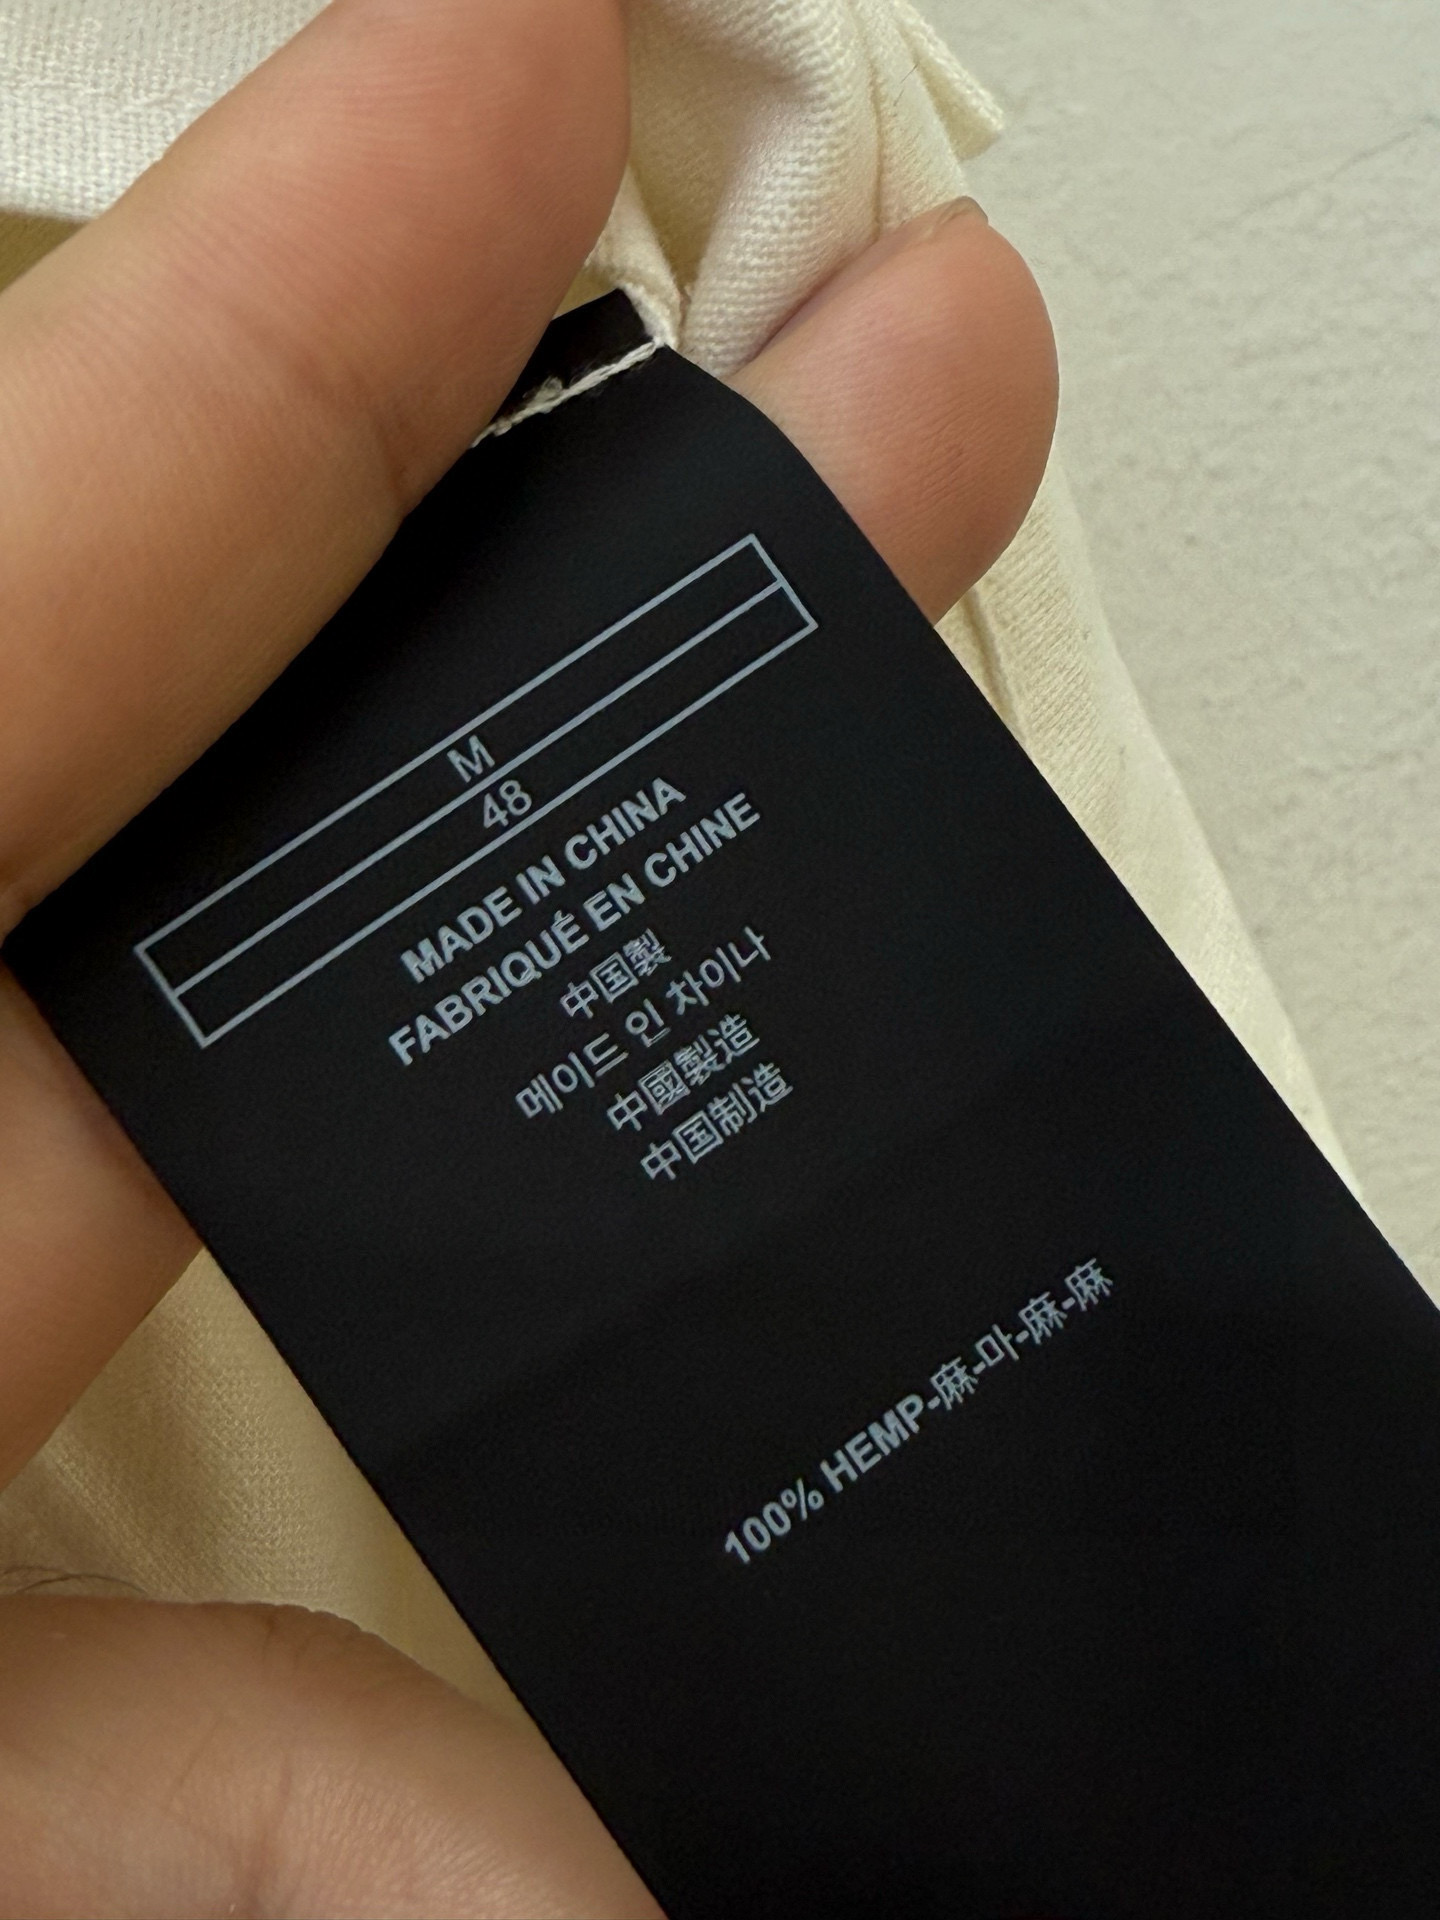 M
48
MADE IN CHINA
FABRIQUÉ EN CHINE
中国製
메이드 인 차이나
中國製造
中国制造
100% HEMP-麻-마-麻-麻